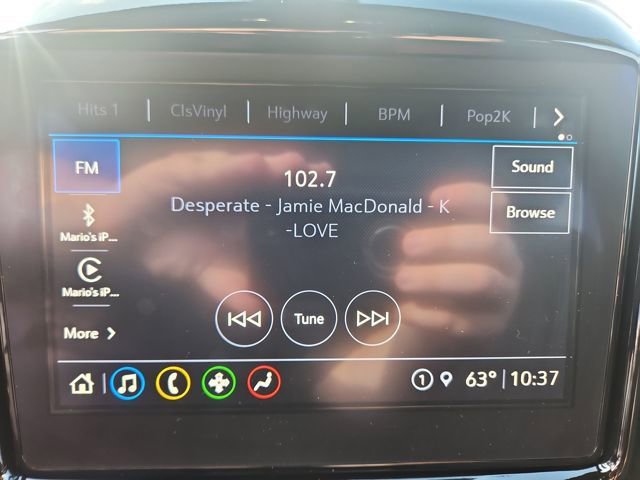 Hits 1 ClsVinyl Highway BPM Pop2K
FM
102.7
Sound
Desperate - Jamie MacDonald - K
-LOVE
Browse
Mario's iP...
Mario's iP...
More
Tune
1 63° 10:37